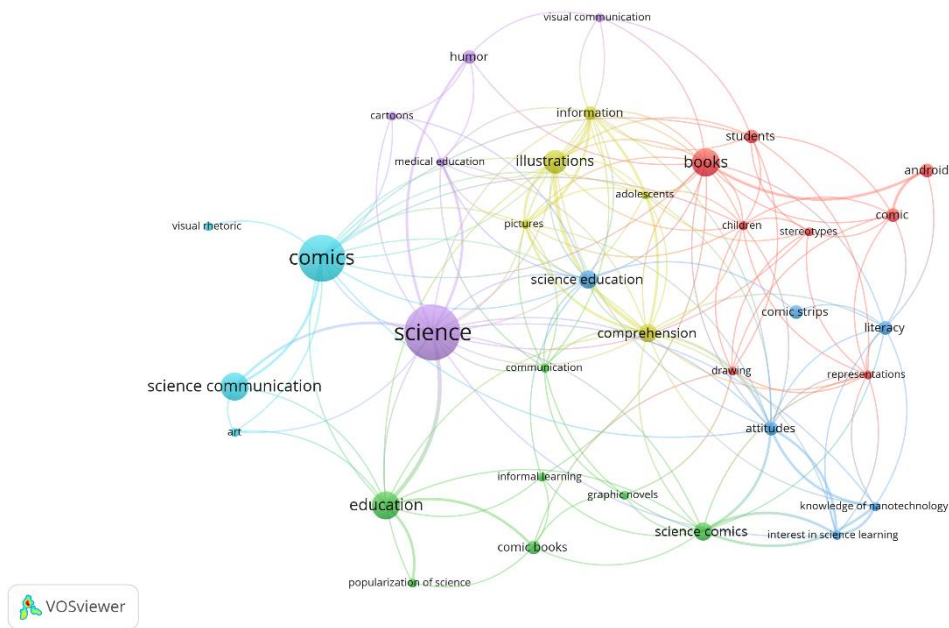 visual communication
humor
cartoons
information
students
medical education
illustrations
books
android
adolescents
visual rhetoric
pictures
children
stereotypes
comic
comics
science education
comic strips
science
comprehension
literacy
communication
drawing
representations
science communication
art
attitudes
informal learning
graphic novels
education
knowledge of nanotechnology
science comics
interest in science learning
comic books
popularization of science
VOSviewer